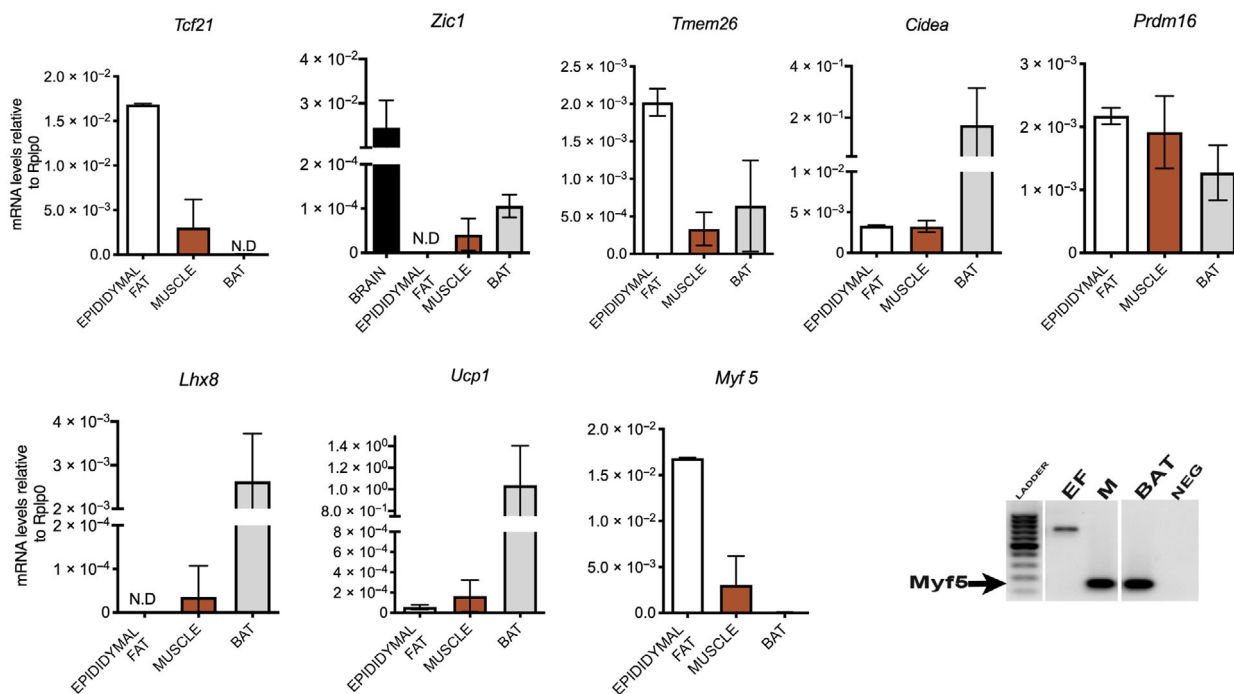 Tcf21
mRNA levels relative
to Rplp0
2.0 × 10⁻²
1.5 × 10⁻²
1.0 × 10⁻²
5.0 × 10⁻³
0.0
N.D
EPIDIDYMAL
FAT
MUSCLE
BAT
Zic1
4 × 10⁻²
3 × 10⁻²
2 × 10⁻²
2 × 10⁻⁴
1 × 10⁻⁴
0
N.D
BRAIN
EPIDIDYMAL
FAT
MUSCLE
BAT
Tmem26
2.5 × 10⁻³
2.0 × 10⁻³
1.5 × 10⁻³
1 × 10⁻³
5.0 × 10⁻⁴
0.0
EPIDIDYMAL
FAT
MUSCLE
BAT
Cidea
4 × 10⁻¹
2 × 10⁻¹
1 × 10⁻²
5 × 10⁻³
0
EPIDIDYMAL
FAT
MUSCLE
BAT
Prdm16
3 × 10⁻³
2 × 10⁻³
1 × 10⁻³
0
EPIDIDYMAL
FAT
MUSCLE
BAT
Lhx8
mRNA levels relative
to Rplp0
4 × 10⁻³
3 × 10⁻³
2 × 10⁻³
2 × 10⁻⁴
1 × 10⁻⁴
0
N.D
EPIDIDYMAL
FAT
MUSCLE
BAT
Ucp1
1.4 × 10⁰
1.2 × 10⁰
1.0 × 10⁰
8 × 10⁻¹
8 × 10⁻⁴
6 × 10⁻⁴
4 × 10⁻⁴
2 × 10⁻⁴
0
EPIDIDYMAL
FAT
MUSCLE
BAT
Myf 5
2.0 × 10⁻²
1.5 × 10⁻²
1.0 × 10⁻²
5.0 × 10⁻³
0.0
EPIDIDYMAL
FAT
MUSCLE
BAT
LADDER
EF
M
BAT
NEG
Myf5